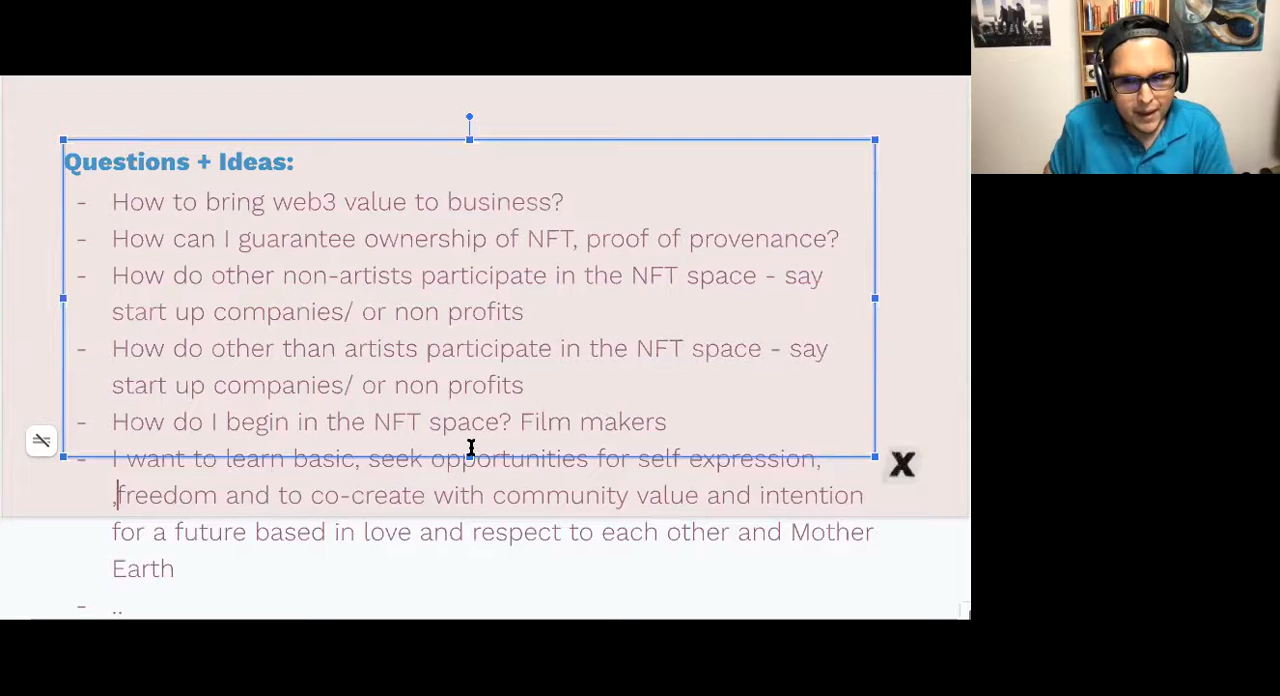 Questions + Ideas:
- How to bring web3 value to business?
- How can I guarantee ownership of NFT, proof of provenance?
- How do other non-artists participate in the NFT space - say
start up companies/ or non profits
- How do other than artists participate in the NFT space - say
start up companies/ or non profits
- How do I begin in the NFT space? Film makers
- I want to learn basic, seek opportunities for self expression,
,freedom and to co-create with community value and intention
for a future based in love and respect to each other and Mother
Earth
- ..
X
QUAKE